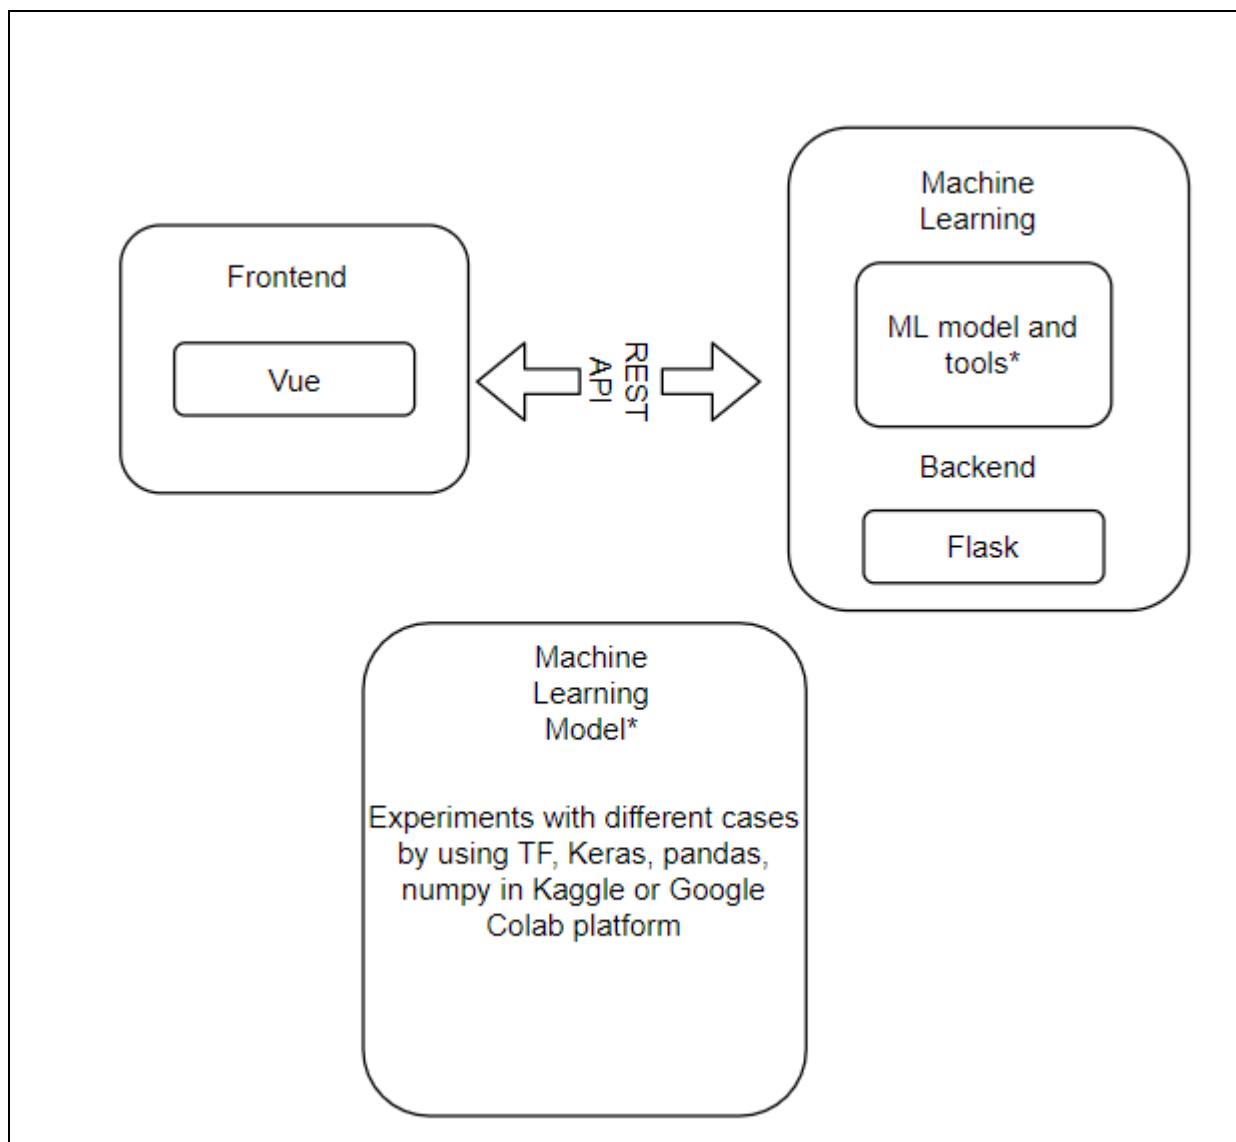 Frontend
Vue
REST
API
Machine
Learning
ML model and
tools*
Backend
Flask
Machine
Learning
Model*
Experiments with different cases
by using TF, Keras, pandas,
numpy in Kaggle or Google
Colab platform